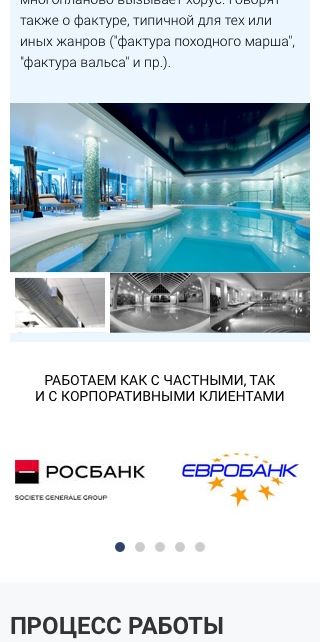 многопланово вызывает хорус. Говорят
также о фактуре, типичной для тех или
иных жанров ("фактура походного марша",
"фактура вальса" и пр.).
РАБОТАЕМ КАК С ЧАСТНЫМИ, ТАК
И С КОРПОРАТИВНЫМИ КЛИЕНТАМИ
РОСБАНК
SOCIETE GENERALE GROUP
ЕВРОБАНК
ПРОЦЕСС РАБОТЫ